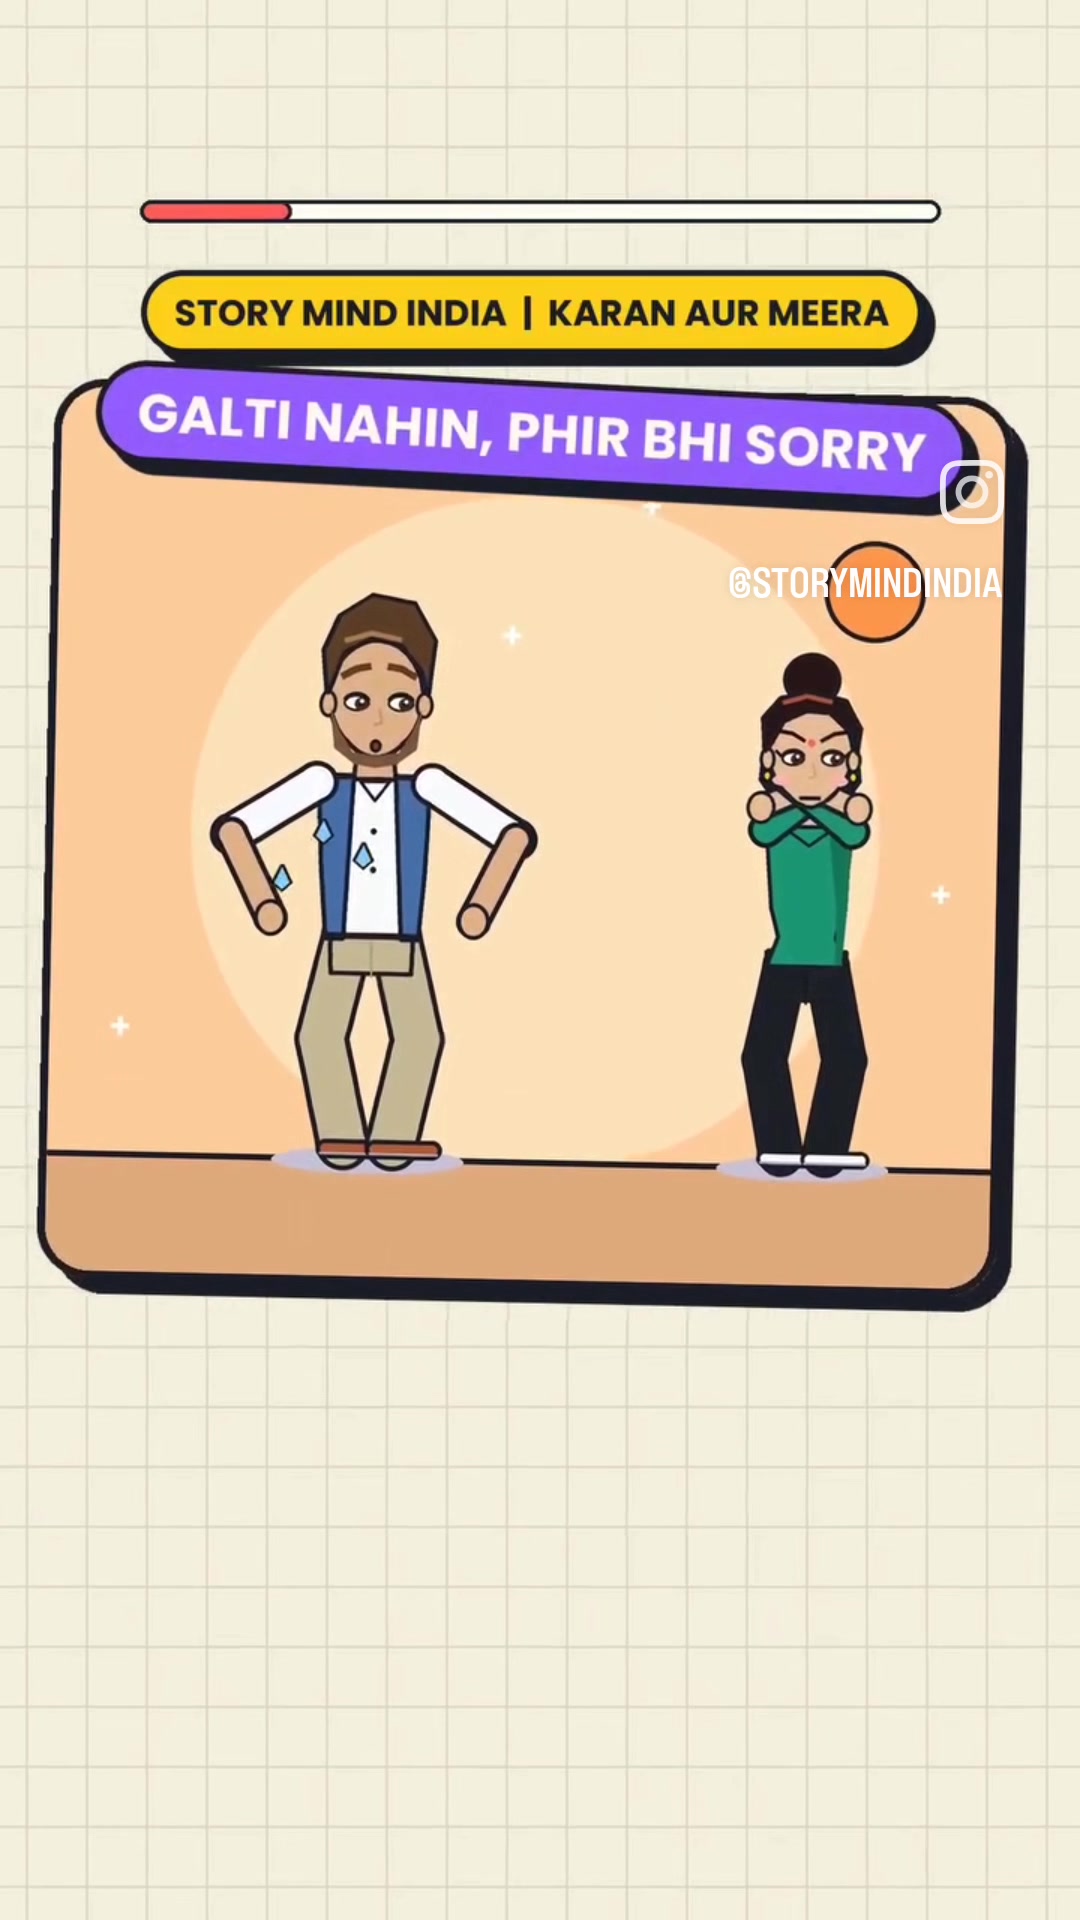 STORY MIND INDIA | KARAN AUR MEERA
GALTI NAHIN, PHIR BHI SORRY
@STORYMINDINDIA